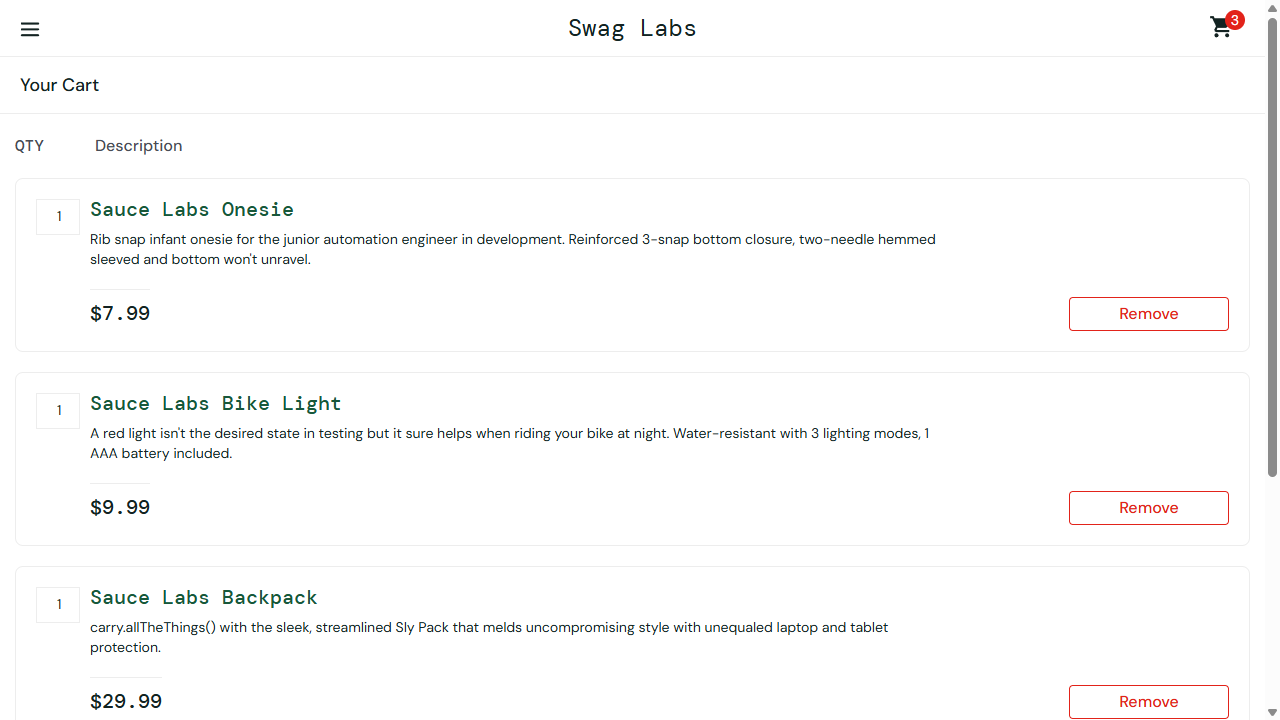 Swag Labs
3
Your Cart
QTY Description
1
Sauce Labs Onesie
Rib snap infant onesie for the junior automation engineer in development. Reinforced 3-snap bottom closure, two-needle hemmed
sleeved and bottom won't unravel.
$7.99
Remove
1
Sauce Labs Bike Light
A red light isn't the desired state in testing but it sure helps when riding your bike at night. Water-resistant with 3 lighting modes, 1
AAA battery included.
$9.99
Remove
1
Sauce Labs Backpack
carry.allTheThings() with the sleek, streamlined Sly Pack that melds uncompromising style with unequaled laptop and tablet
protection.
$29.99
Remove